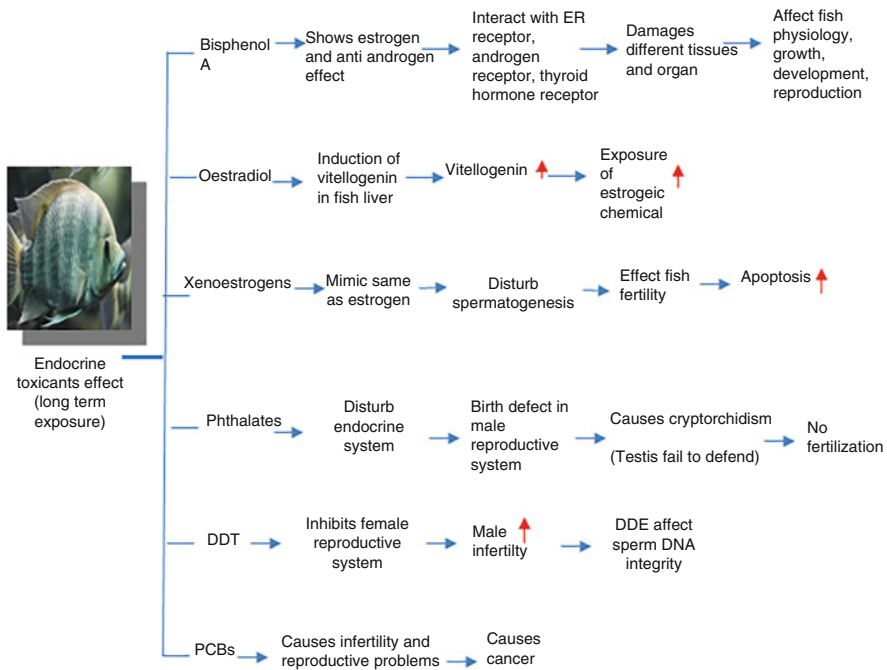 Bisphenol
A
Shows estrogen
and anti androgen
effect
Interact with ER
receptor,
androgen
receptor, thyroid
hormone receptor
Damages
different tissues
and organ
Affect fish
physiology,
growth,
development,
reproduction
Oestradiol
Induction of
vitellogenin
in fish liver
Vitellogenin
Exposure
of
estrogeic
chemical
Xenoestrogens
Mimic same
as estrogen
Disturb
spermatogenesis
Effect fish
fertility
Apoptosis
Endocrine
toxicants effect
(long term
exposure)
Phthalates
Disturb
endocrine
system
Birth defect in
male
reproductive
system
Causes cryptorchidism
(Testis fail to defend)
No
fertilization
DDT
Inhibits female
reproductive
system
Male
infertilty
DDE affect
sperm DNA
integrity
PCBs
Causes infertility and
reproductive problems
Causes
cancer